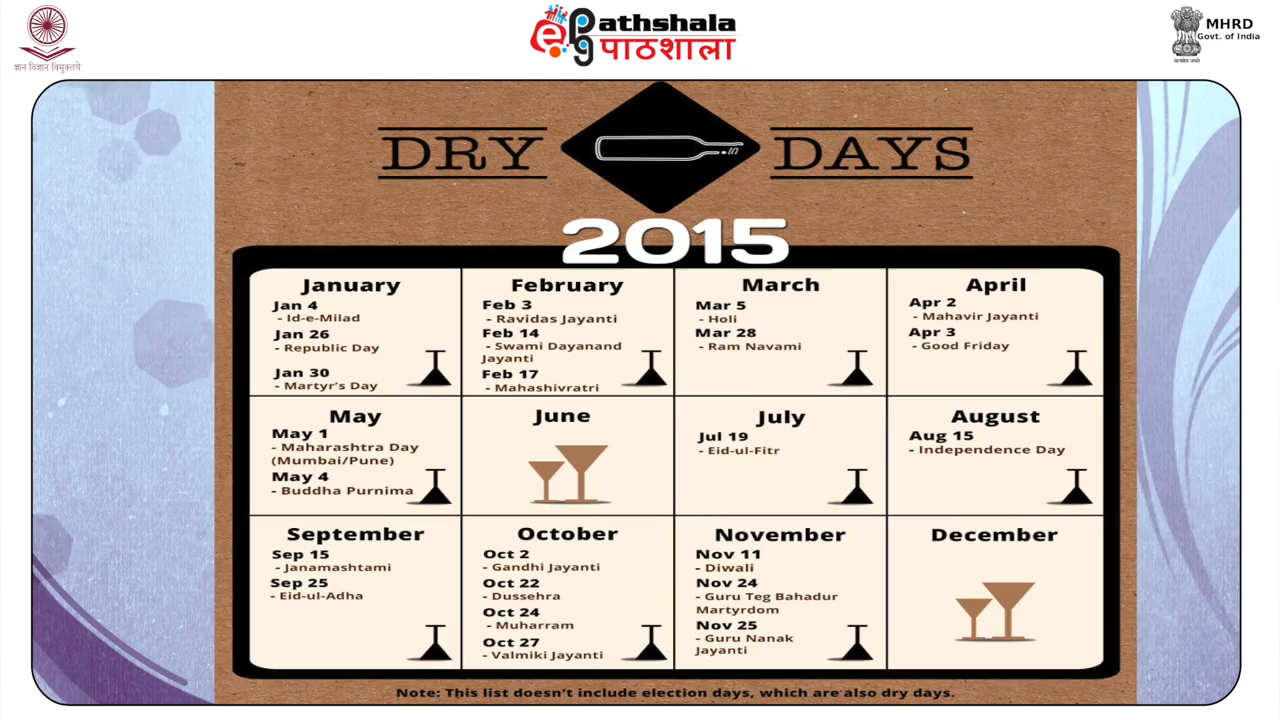 ज्ञान विज्ञान विमुक्तये
e Pg Pathshala
पाठशाला
MHRD
Govt. of India
सत्यमेव जयते
DRY DAYS
2015
January
Jan 4
- Id-e-Milad
Jan 26
- Republic Day
Jan 30
- Martyr's Day
February
Feb 3
- Ravidas Jayanti
Feb 14
- Swami Dayanand
Jayanti
Feb 17
- Mahashivratri
March
Mar 5
- Holi
Mar 28
- Ram Navami
April
Apr 2
- Mahavir Jayanti
Apr 3
- Good Friday
May
May 1
- Maharashtra Day
(Mumbai/Pune)
May 4
- Buddha Purnima
June
July
Jul 19
- Eid-ul-Fitr
August
Aug 15
- Independence Day
September
Sep 15
- Janamashtami
Sep 25
- Eid-ul-Adha
October
Oct 2
- Gandhi Jayanti
Oct 22
- Dussehra
Oct 24
- Muharram
Oct 27
- Valmiki Jayanti
November
Nov 11
- Diwali
Nov 24
- Guru Teg Bahadur
Martyrdom
Nov 25
- Guru Nanak
Jayanti
December
Note: This list doesn't include election days, which are also dry days.